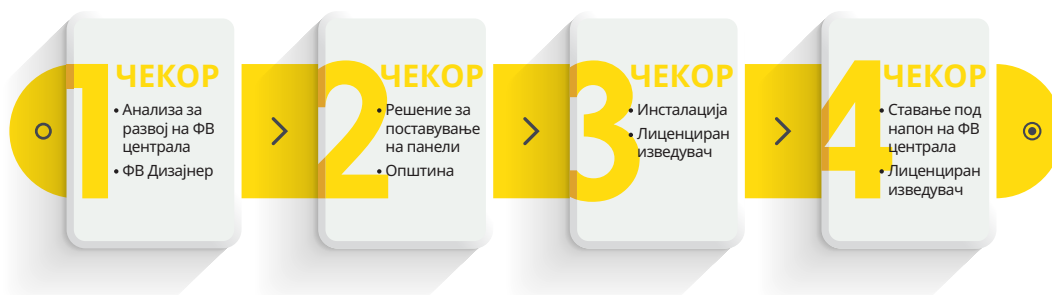 1 ЧЕКОР
• Анализа за
развој на ФВ
централа
• ФВ Дизајнер
2 ЧЕКОР
• Решение за
поставување
на панели
• Општина
3 ЧЕКОР
• Инсталација
• Лиценциран
изведувач
4 ЧЕКОР
• Ставање под
напон на ФВ
централа
• Лиценциран
изведувач